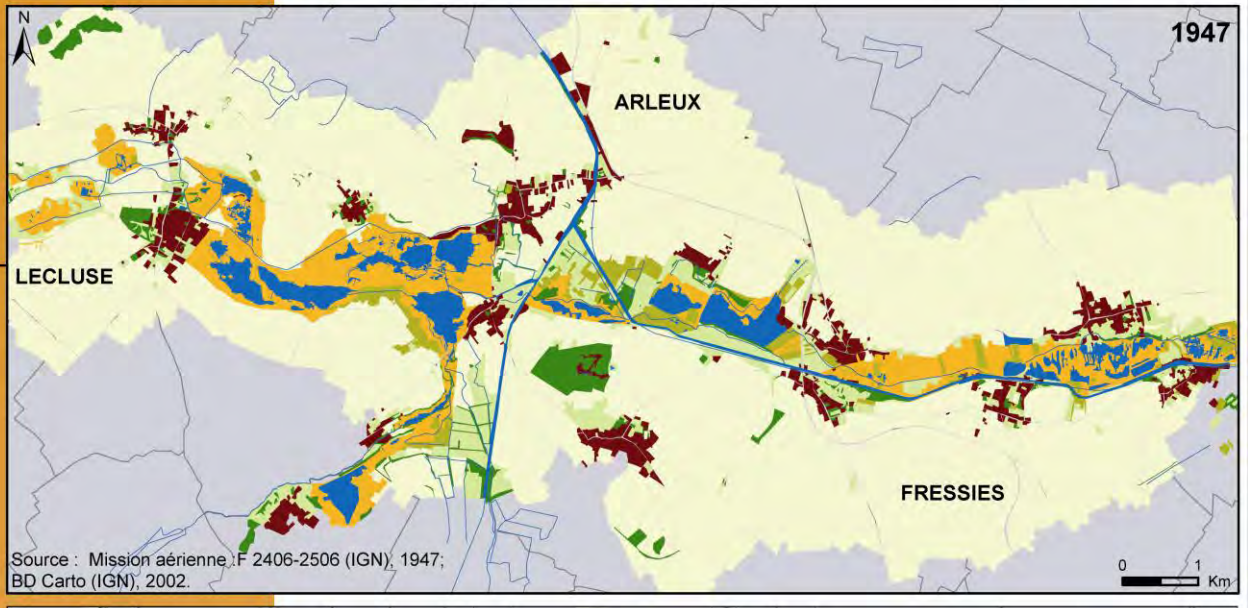 N
1947
ARLEUX
LECLUSE
FRESSIES
Source : Mission aérienne :F 2406-2506 (IGN), 1947;
BD Carto (IGN), 2002.
0 1
Km